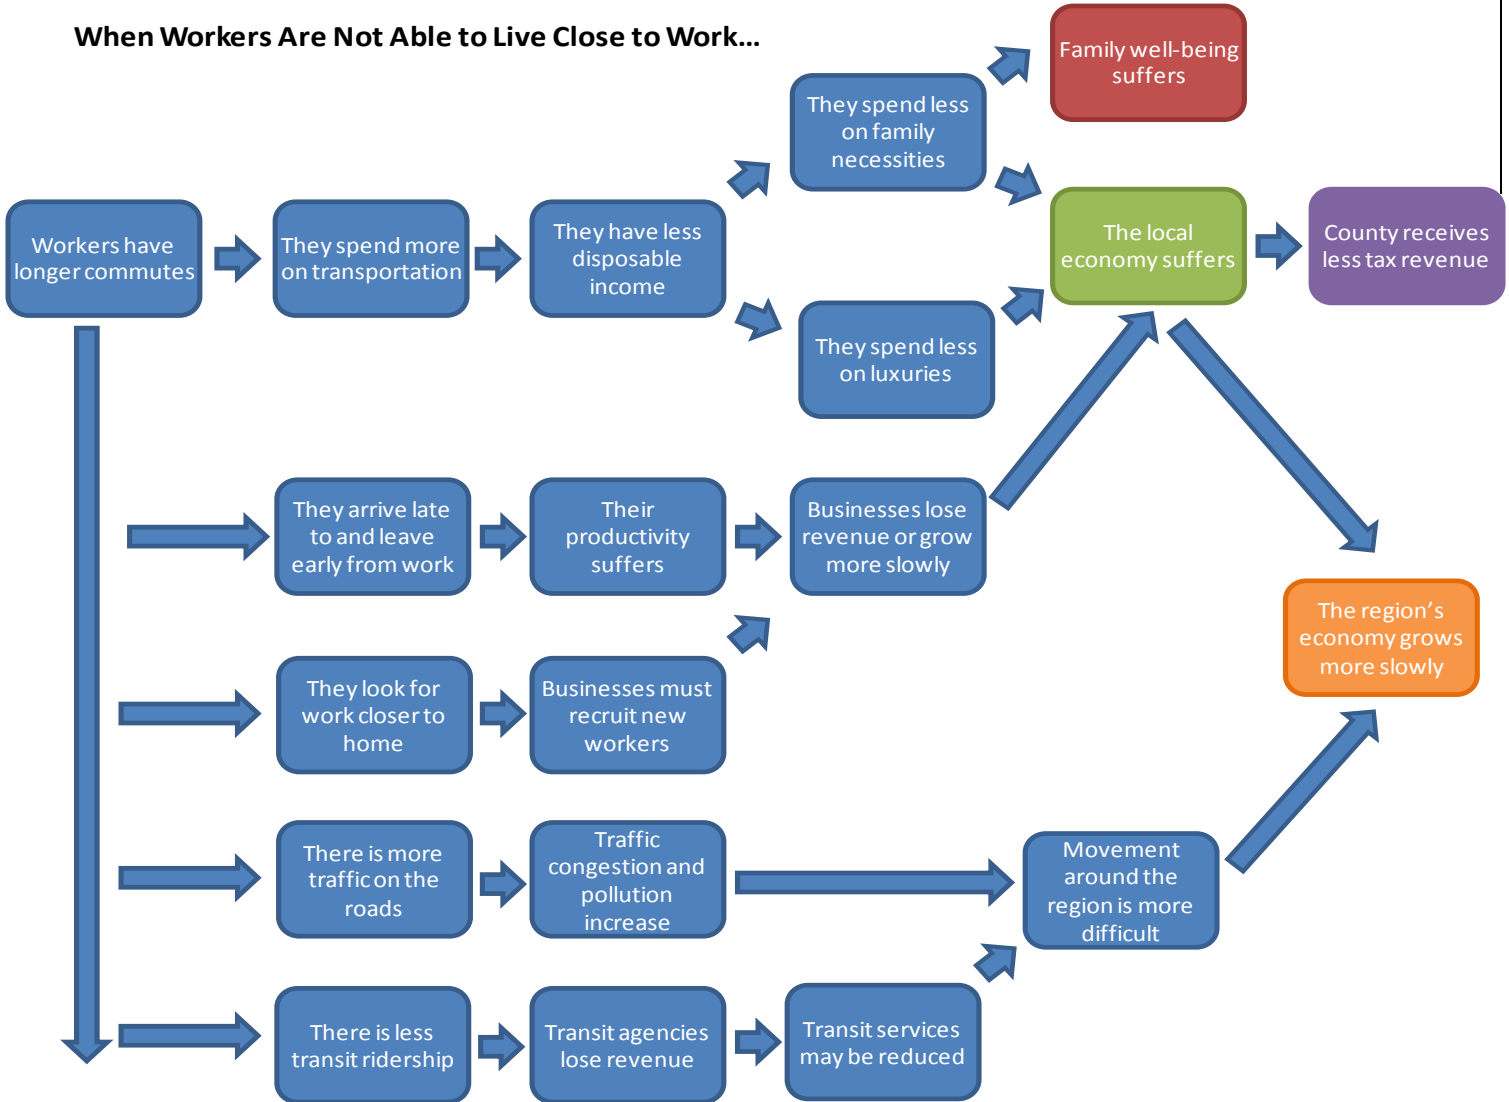 When Workers Are Not Able to Live Close to Work...
Family well-being
suffers
They spend less
on family
necessities
Workers have
longer commutes
They spend more
on transportation
They have less
disposable
income
The local
economy suffers
County receives
less tax revenue
They spend less
on luxuries
They arrive late
to and leave
early from work
Their
productivity
suffers
Businesses lose
revenue or grow
more slowly
The region’s
economy grows
more slowly
They look for
work closer to
home
Businesses must
recruit new
workers
There is more
traffic on the
roads
Traffic
congestion and
pollution
increase
Movement
around the
region is more
difficult
There is less
transit ridership
Transit agencies
lose revenue
Transit services
may be reduced